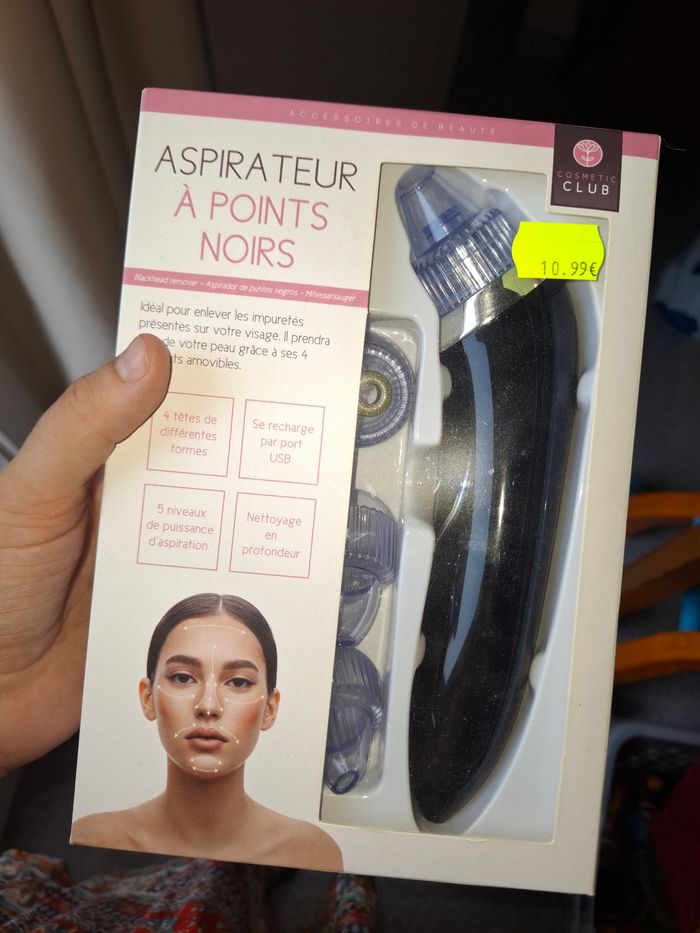 ACCESSOIRES DE BEAUTÉ
COSMETIC
CLUB
ASPIRATEUR
À POINTS
NOIRS
10.99€
Blackhead remover - Aspirador de puntos negros - Mitessersauger
Idéal pour enlever les impuretés
présentes sur votre visage. Il prendra
de votre peau grâce à ses 4
amovibles.
4 têtes de
différentes
formes
Se recharge
par port
USB
5 niveaux
de puissance
d'aspiration
Nettoyage
en
profondeur